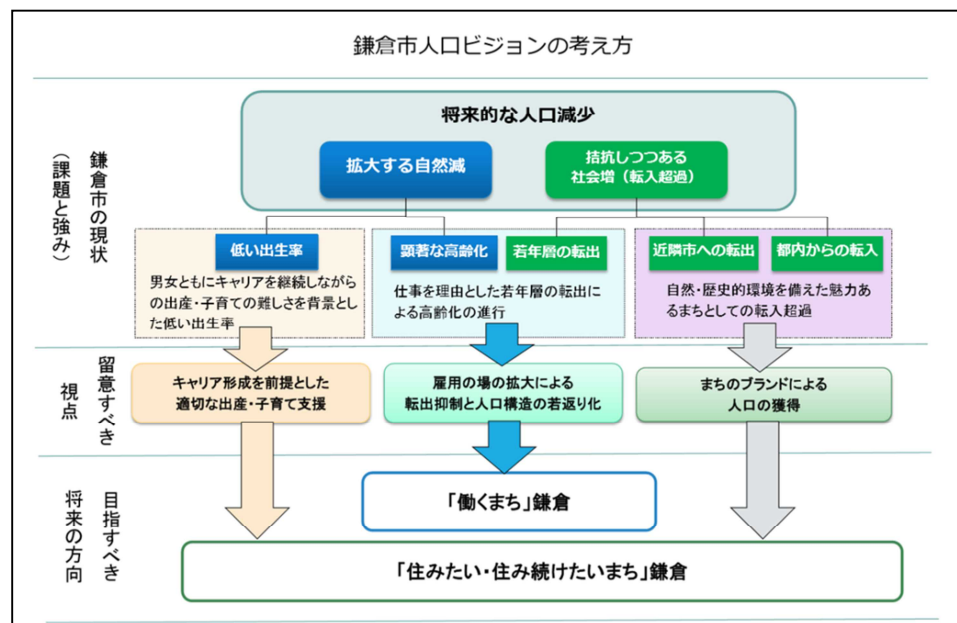 鎌倉市人口ビジョンの考え方
鎌倉市の現状
（課題と強み）
将来的な人口減少
拡大する自然減
拮抗しつつある
社会増（転入超過）
低い出生率
男女ともにキャリアを継続しながら
の出産・子育ての難しさを背景とし
た低い出生率
顕著な高齢化
若年層の転出
仕事を理由とした若年層の転出に
よる高齢化の進行
近隣市への転出
都内からの転入
自然・歴史的環境を備えた魅力あ
るまちとしての転入超過
留意すべき
視点
キャリア形成を前提とした
適切な出産・子育て支援
雇用の場の拡大による
転出抑制と人口構造の若返り化
まちのブランドによる
人口の獲得
目指すべき
将来の方向
「働くまち」鎌倉
「住みたい・住み続けたいまち」鎌倉